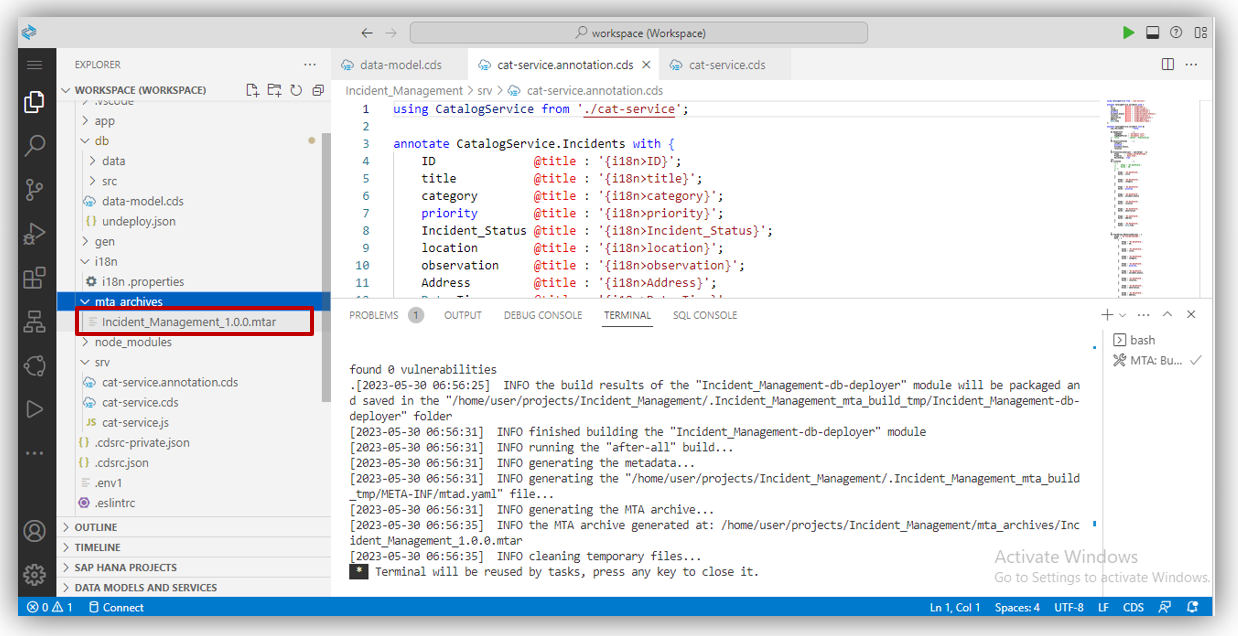 workspace (Workspace)
EXPLORER
WORKSPACE (WORKSPACE)
.vscode
app
db
data
src
data-model.cds
{} undeploy.json
gen
i18n
i18n .properties
mta_archives
Incident_Management_1.0.0.mtar
node_modules
srv
cat-service.annotation.cds
cat-service.cds
JS cat-service.js
{} .cdsrc-private.json
{} .cdsrc.json
.env1
.eslintrc
OUTLINE
TIMELINE
SAP HANA PROJECTS
DATA MODELS AND SERVICES
data-model.cds
cat-service.annotation.cds
cat-service.cds
Incident_Management > srv > cat-service.annotation.cds
1 using CatalogService from './cat-service';
2
3 annotate CatalogService.Incidents with {
4 ID @title : '{i18n>ID}';
5 title @title : '{i18n>title}';
6 category @title : '{i18n>category}';
7 priority @title : '{i18n>priority}';
8 Incident_Status @title : '{i18n>Incident_Status}';
9 location @title : '{i18n>location}';
10 observation @title : '{i18n>observation}';
11 Address @title : '{i18n>Address}';
PROBLEMS 1 OUTPUT DEBUG CONSOLE TERMINAL SQL CONSOLE
bash
MTA: Bu...
found 0 vulnerabilities
.[2023-05-30 06:56:25] INFO the build results of the "Incident_Management-db-deployer" module will be packaged an
d saved in the "/home/user/projects/Incident_Management/.Incident_Management_mta_build_tmp/Incident_Management-db-
deployer" folder
[2023-05-30 06:56:31] INFO finished building the "Incident_Management-db-deployer" module
[2023-05-30 06:56:31] INFO running the "after-all" build...
[2023-05-30 06:56:31] INFO generating the metadata...
[2023-05-30 06:56:31] INFO generating the "/home/user/projects/Incident_Management/.Incident_Management_mta_build
_tmp/META-INF/mtad.yaml" file...
[2023-05-30 06:56:31] INFO generating the MTA archive...
[2023-05-30 06:56:35] INFO the MTA archive generated at: /home/user/projects/Incident_Management/mta_archives/Inc
ident_Management_1.0.0.mtar
[2023-05-30 06:56:35] INFO cleaning temporary files...
* Terminal will be reused by tasks, press any key to close it.
Activate Windows
Go to Settings to activate Windows.
0 1 Connect
Ln 1, Col 1 Spaces: 4 UTF-8 LF CDS